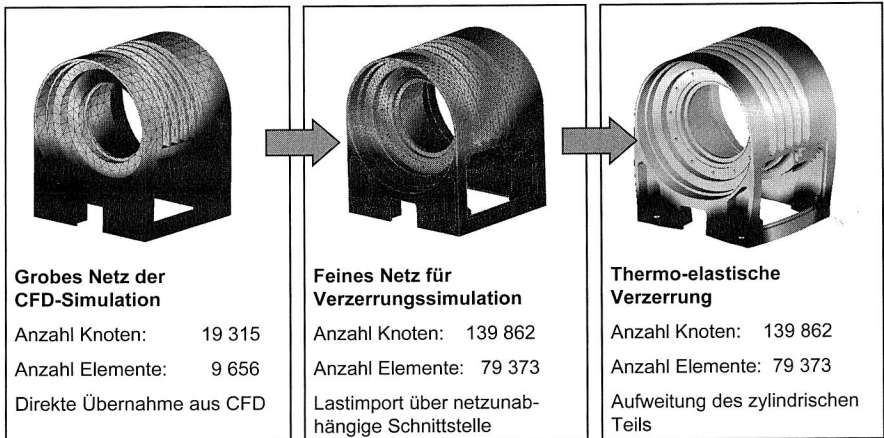 Grobes Netz der
CFD-Simulation
Anzahl Knoten: 19 315
Anzahl Elemente: 9 656
Direkte Übernahme aus CFD
Feines Netz für
Verzerrungssimulation
Anzahl Knoten: 139 862
Anzahl Elemente: 79 373
Lastimport über netzunab-
hängige Schnittstelle
Thermo-elastische
Verzerrung
Anzahl Knoten: 139 862
Anzahl Elemente: 79 373
Aufweitung des zylindrischen
Teils